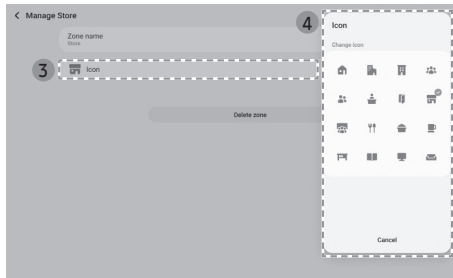 Manage Store
Zone name
Store
3
Icon
Delete zone
4
Icon
Change icon
Cancel